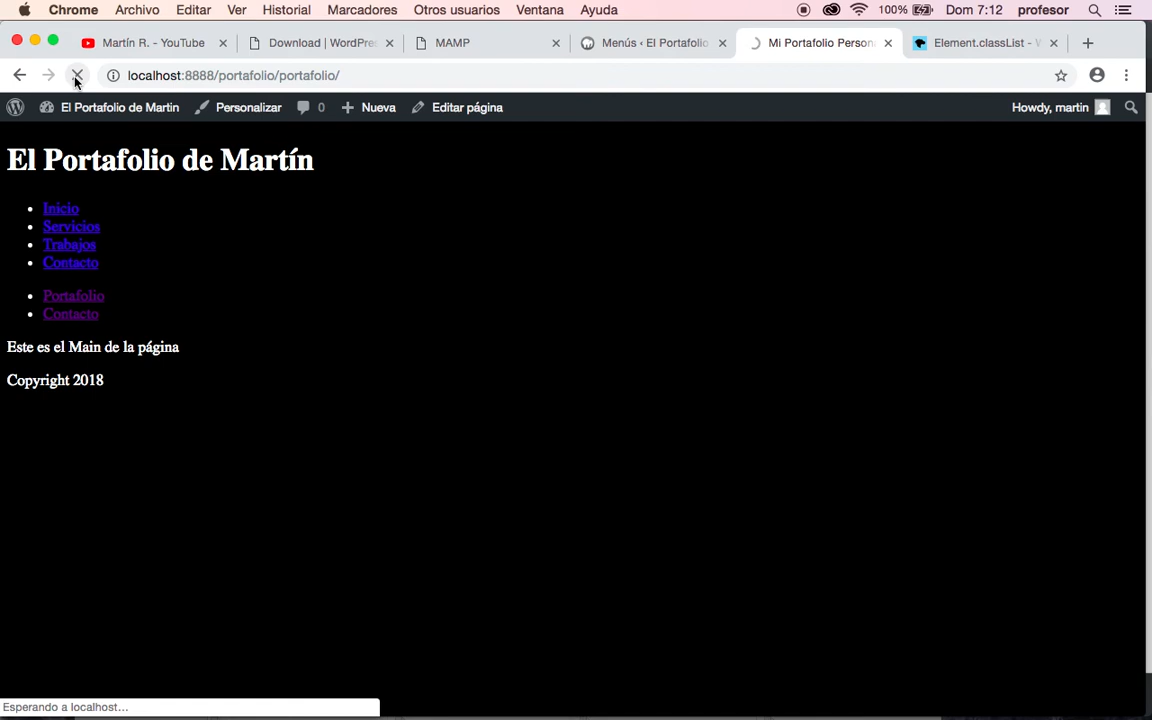 Chrome Archivo Editar Ver Historial Marcadores Otros usuarios Ventana Ayuda 100% Dom 7:12 profesor
Martín R. - YouTube Download | WordPre MAMP Menús ‹ El Portafolio Mi Portafolio Person Element.classList - W
localhost:8888/portafolio/portafolio/
El Portafolio de Martin Personalizar 0 Nueva Editar página Howdy, martin
El Portafolio de Martín
Inicio
Servicios
Trabajos
Contacto
Portafolio
Contacto
Este es el Main de la página
Copyright 2018
Esperando a localhost...